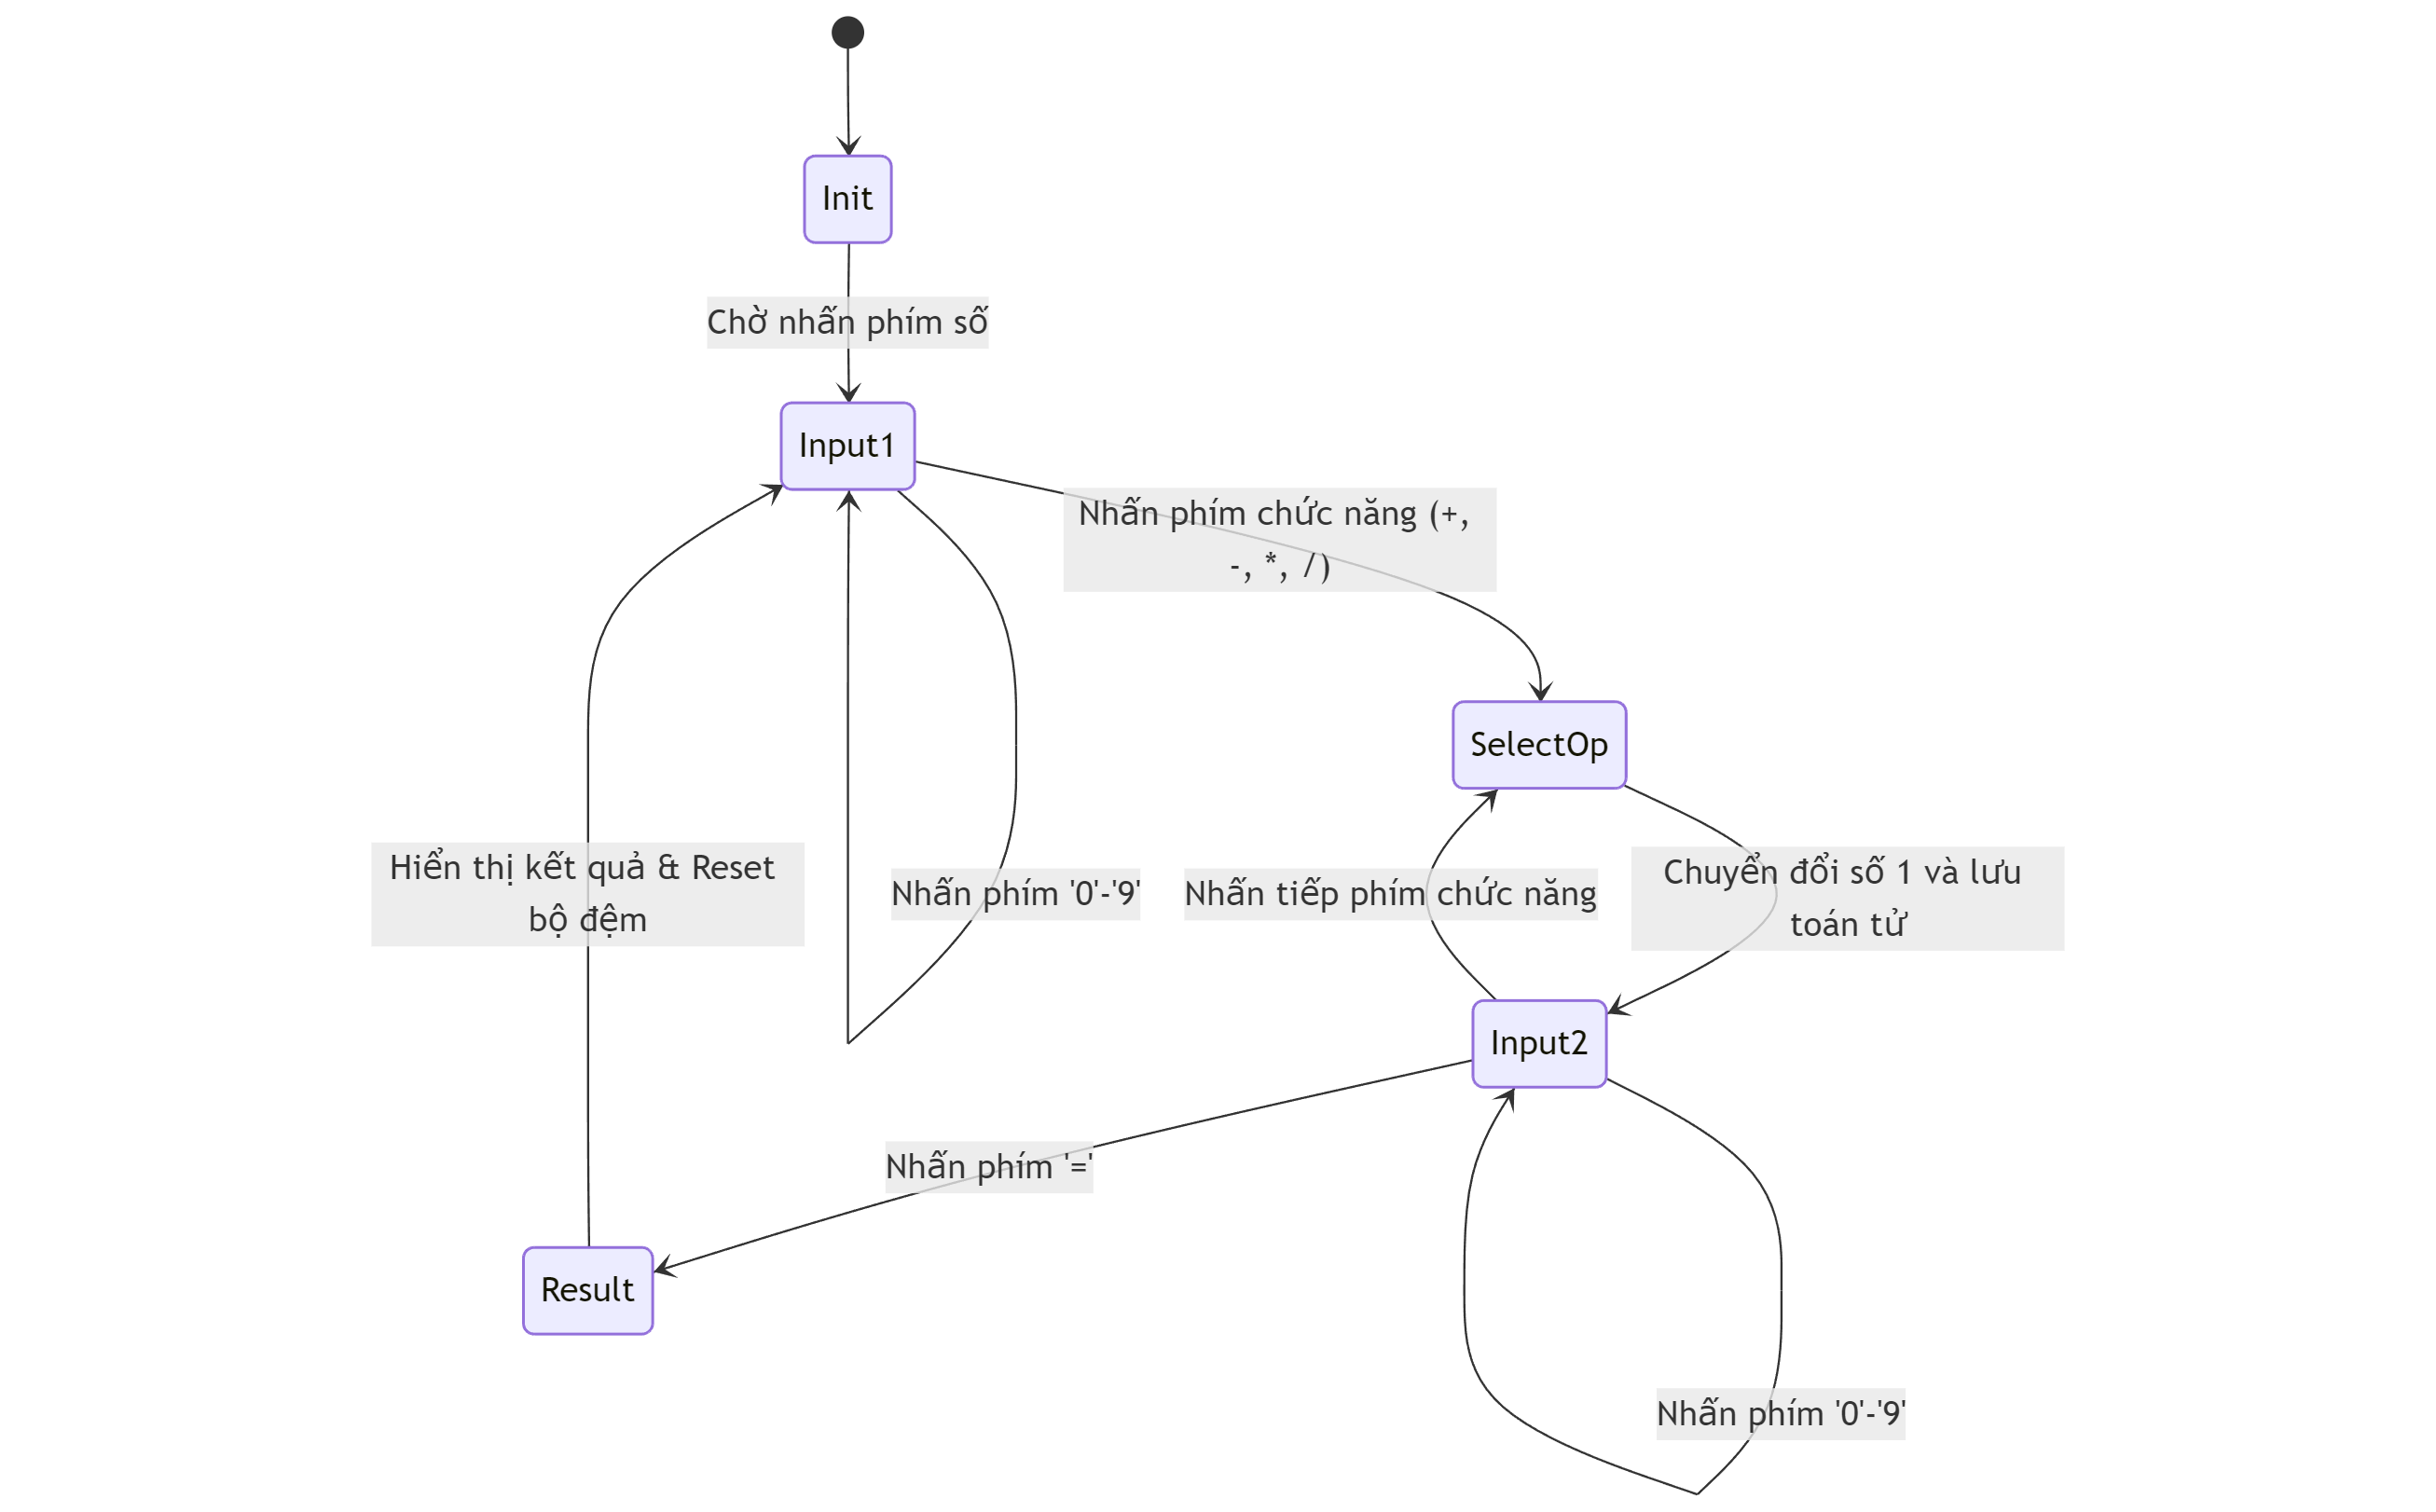 Init
Chờ nhấn phím số
Input1
Nhấn phím chức năng (+,
-, *, /)
SelectOp
Hiển thị kết quả & Reset
bộ đệm
Nhấn phím '0'-'9'
Nhấn tiếp phím chức năng
Chuyển đổi số 1 và lưu
toán tử
Input2
Nhấn phím '='
Result
Nhấn phím '0'-'9'